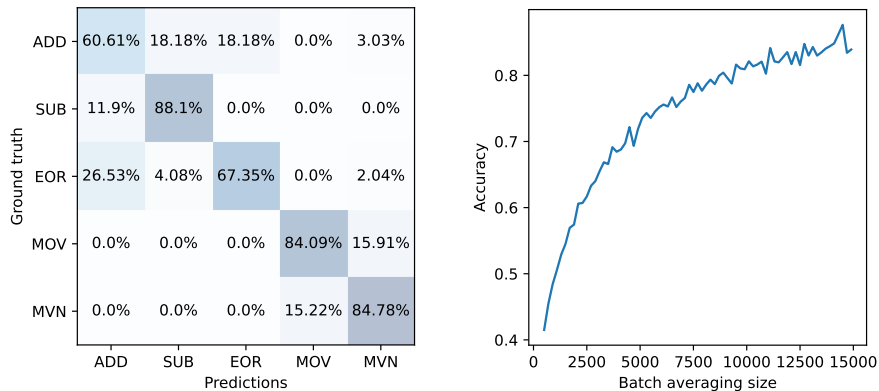 ADD 60.61% 18.18% 18.18% 0.0% 3.03%
SUB 11.9% 88.1% 0.0% 0.0% 0.0%
EOR 26.53% 4.08% 67.35% 0.0% 2.04%
MOV 0.0% 0.0% 0.0% 84.09% 15.91%
MVN 0.0% 0.0% 0.0% 15.22% 84.78%
ADD SUB EOR MOV MVN
Predictions
Ground truth
0.8
0.7
0.6
0.5
0.4
0 2500 5000 7500 10000 12500 15000
Batch averaging size
Accuracy